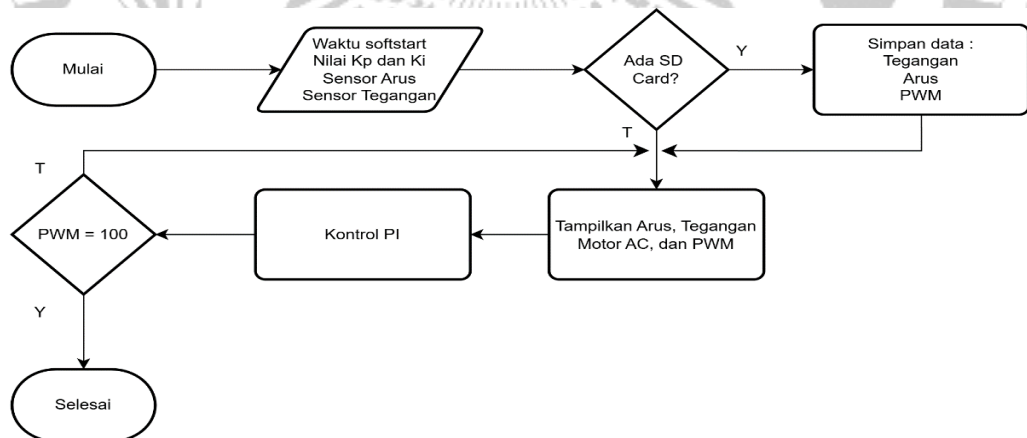 Mulai
Waktu softstart
Nilai Kp dan Ki
Sensor Arus
Sensor Tegangan
Ada SD
Card?
Y
Simpan data :
Tegangan
Arus
PWM
T
T
PWM = 100
Kontrol PI
Tampilkan Arus, Tegangan
Motor AC, dan PWM
Y
Selesai